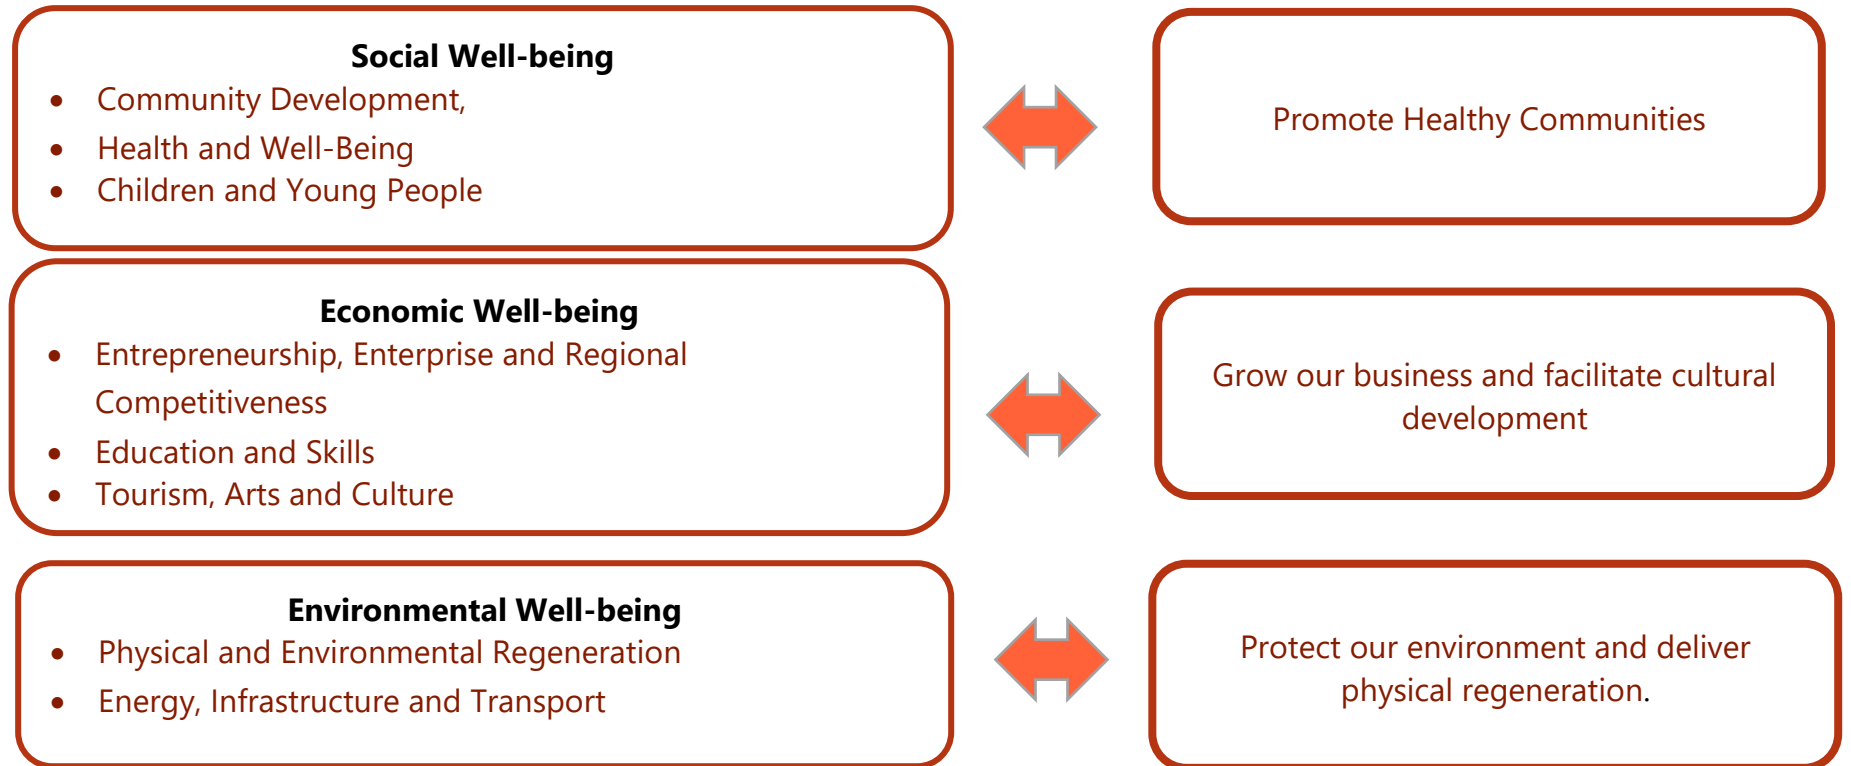 Social Well-being
• Community Development,
• Health and Well-Being
• Children and Young People
Promote Healthy Communities
Economic Well-being
• Entrepreneurship, Enterprise and Regional
Competitiveness
• Education and Skills
• Tourism, Arts and Culture
Grow our business and facilitate cultural
development
Environmental Well-being
• Physical and Environmental Regeneration
• Energy, Infrastructure and Transport
Protect our environment and deliver
physical regeneration.